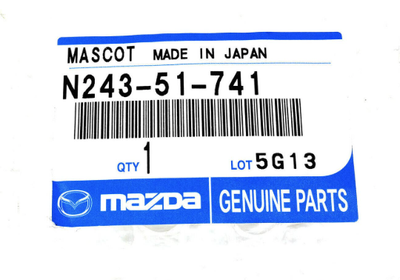 MASCOT MADE IN JAPAN
N243-51-741
QTY 1 LOT 5G13
mazda GENUINE PARTS